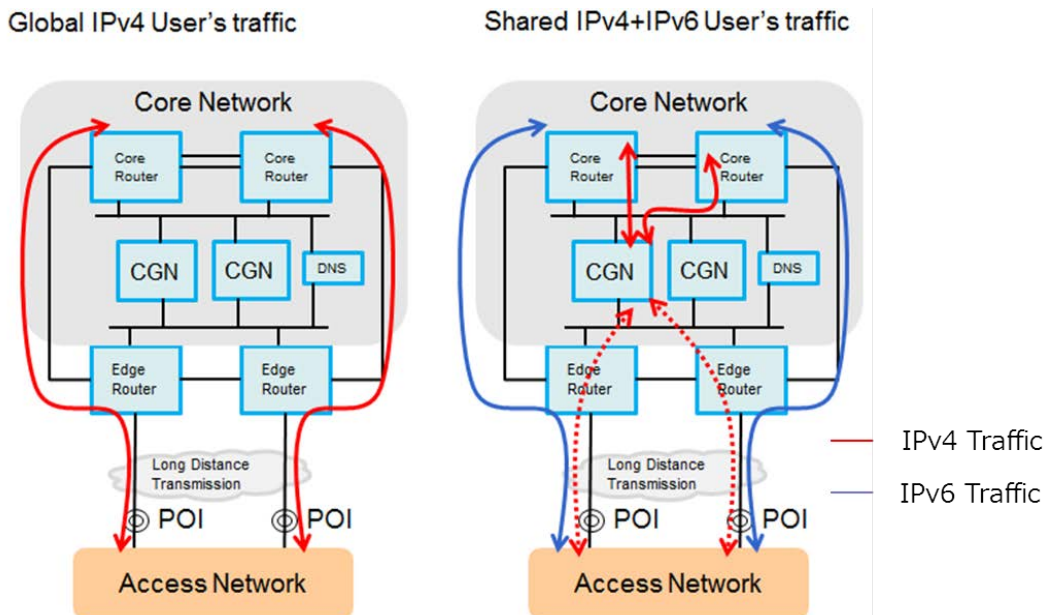 Global IPv4 User's traffic
Core Network
Core
Router
Core
Router
CGN
CGN
DNS
Edge
Router
Edge
Router
Long Distance
Transmission
POI
POI
Access Network
Shared IPv4+IPv6 User's traffic
Core Network
Core
Router
Core
Router
CGN
CGN
DNS
Edge
Router
Edge
Router
Long Distance
Transmission
POI
POI
Access Network
IPv4 Traffic
IPv6 Traffic